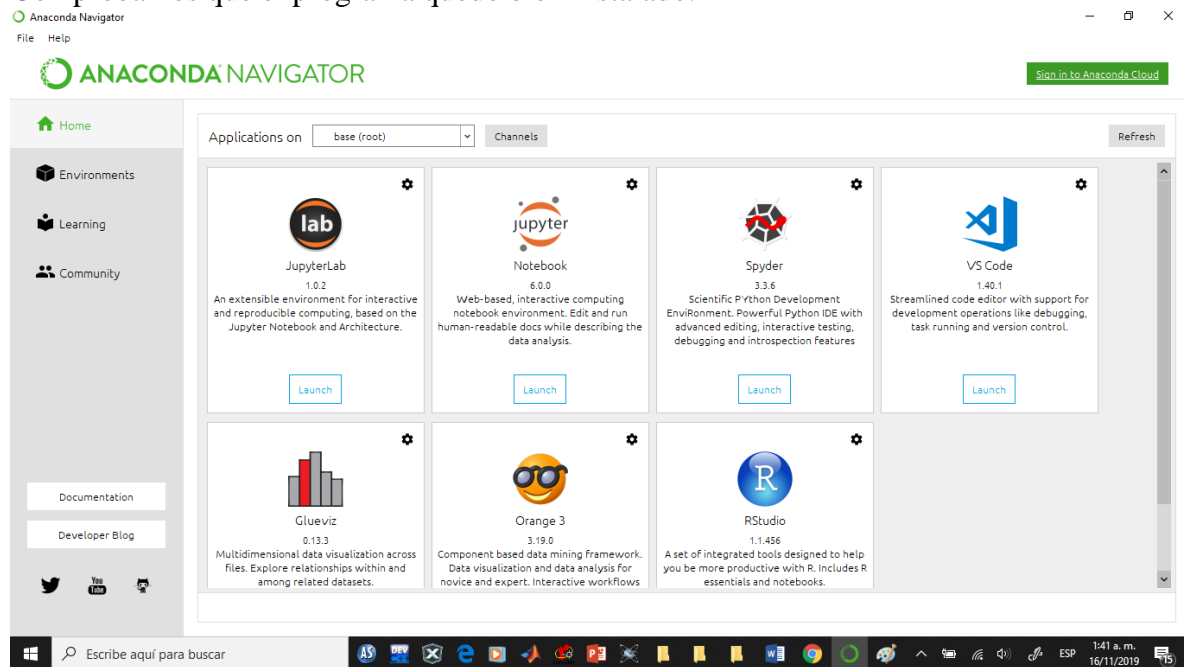 Anaconda Navigator
File Help
ANACONDA NAVIGATOR
Sign in to Anaconda Cloud
Home
Environments
Learning
Community
Documentation
Developer Blog
You
Tube
Applications on base (root) Channels Refresh
lab
JupyterLab
1.0.2
An extensible environment for interactive
and reproducible computing, based on the
Jupyter Notebook and Architecture.
Launch
jupyter
Notebook
6.0.0
Web-based, interactive computing
notebook environment. Edit and run
human-readable docs while describing the
data analysis.
Launch
Spyder
3.3.6
Scientific PYthon Development
EnviRonment. Powerful Python IDE with
advanced editing, interactive testing,
debugging and introspection features
Launch
VS Code
1.40.1
Streamlined code editor with support for
development operations like debugging,
task running and version control.
Launch
Glueviz
0.13.3
Multidimensional data visualization across
files. Explore relationships within and
among related datasets.
Orange 3
3.19.0
Component based data mining framework.
Data visualization and data analysis for
novice and expert. Interactive workflows
R
RStudio
1.1.456
A set of integrated tools designed to help
you be more productive with R. Includes R
essentials and notebooks.
Escribe aquí para buscar
AS
DEV
ESP
1:41 a. m.
16/11/2019
15